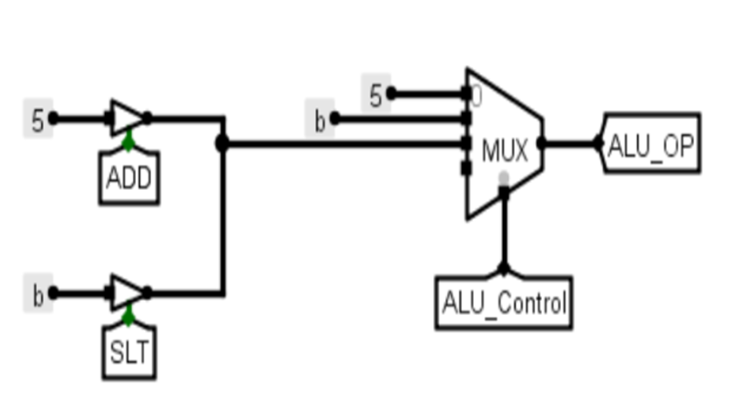 5
ADD
b
SLT
5
b
0
MUX
ALU_OP
ALU_Control